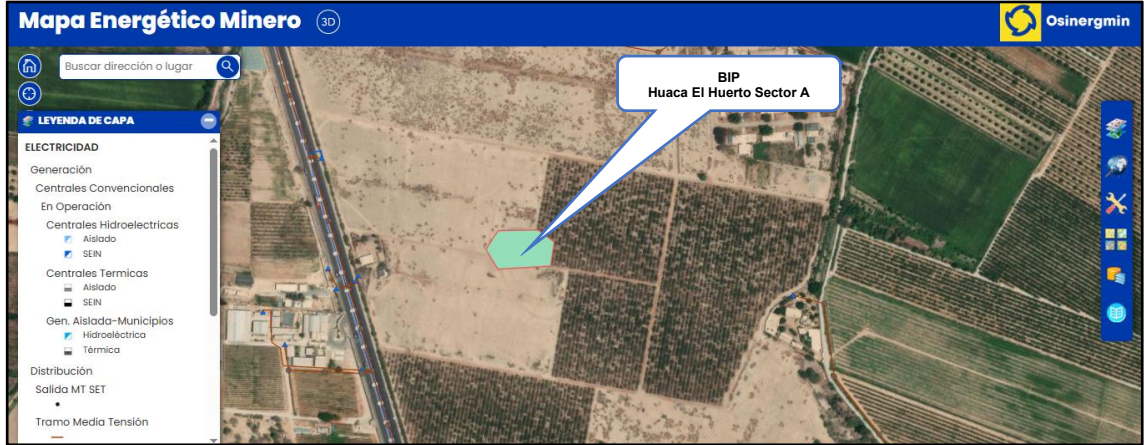 Mapa Energético Minero
3D
Osinergmin
Buscar dirección o lugar
BIP
Huaca El Huerto Sector A
LEYENDA DE CAPA
ELECTRICIDAD
Generación
Centrales Convencionales
En Operación
Centrales Hidroelectricas
Aislado
SEIN
Centrales Termicas
Aislado
SEIN
Gen. Aislada-Municipios
Hidroeléctrica
Térmica
Distribución
Salida MT SET
Tramo Media Tensión